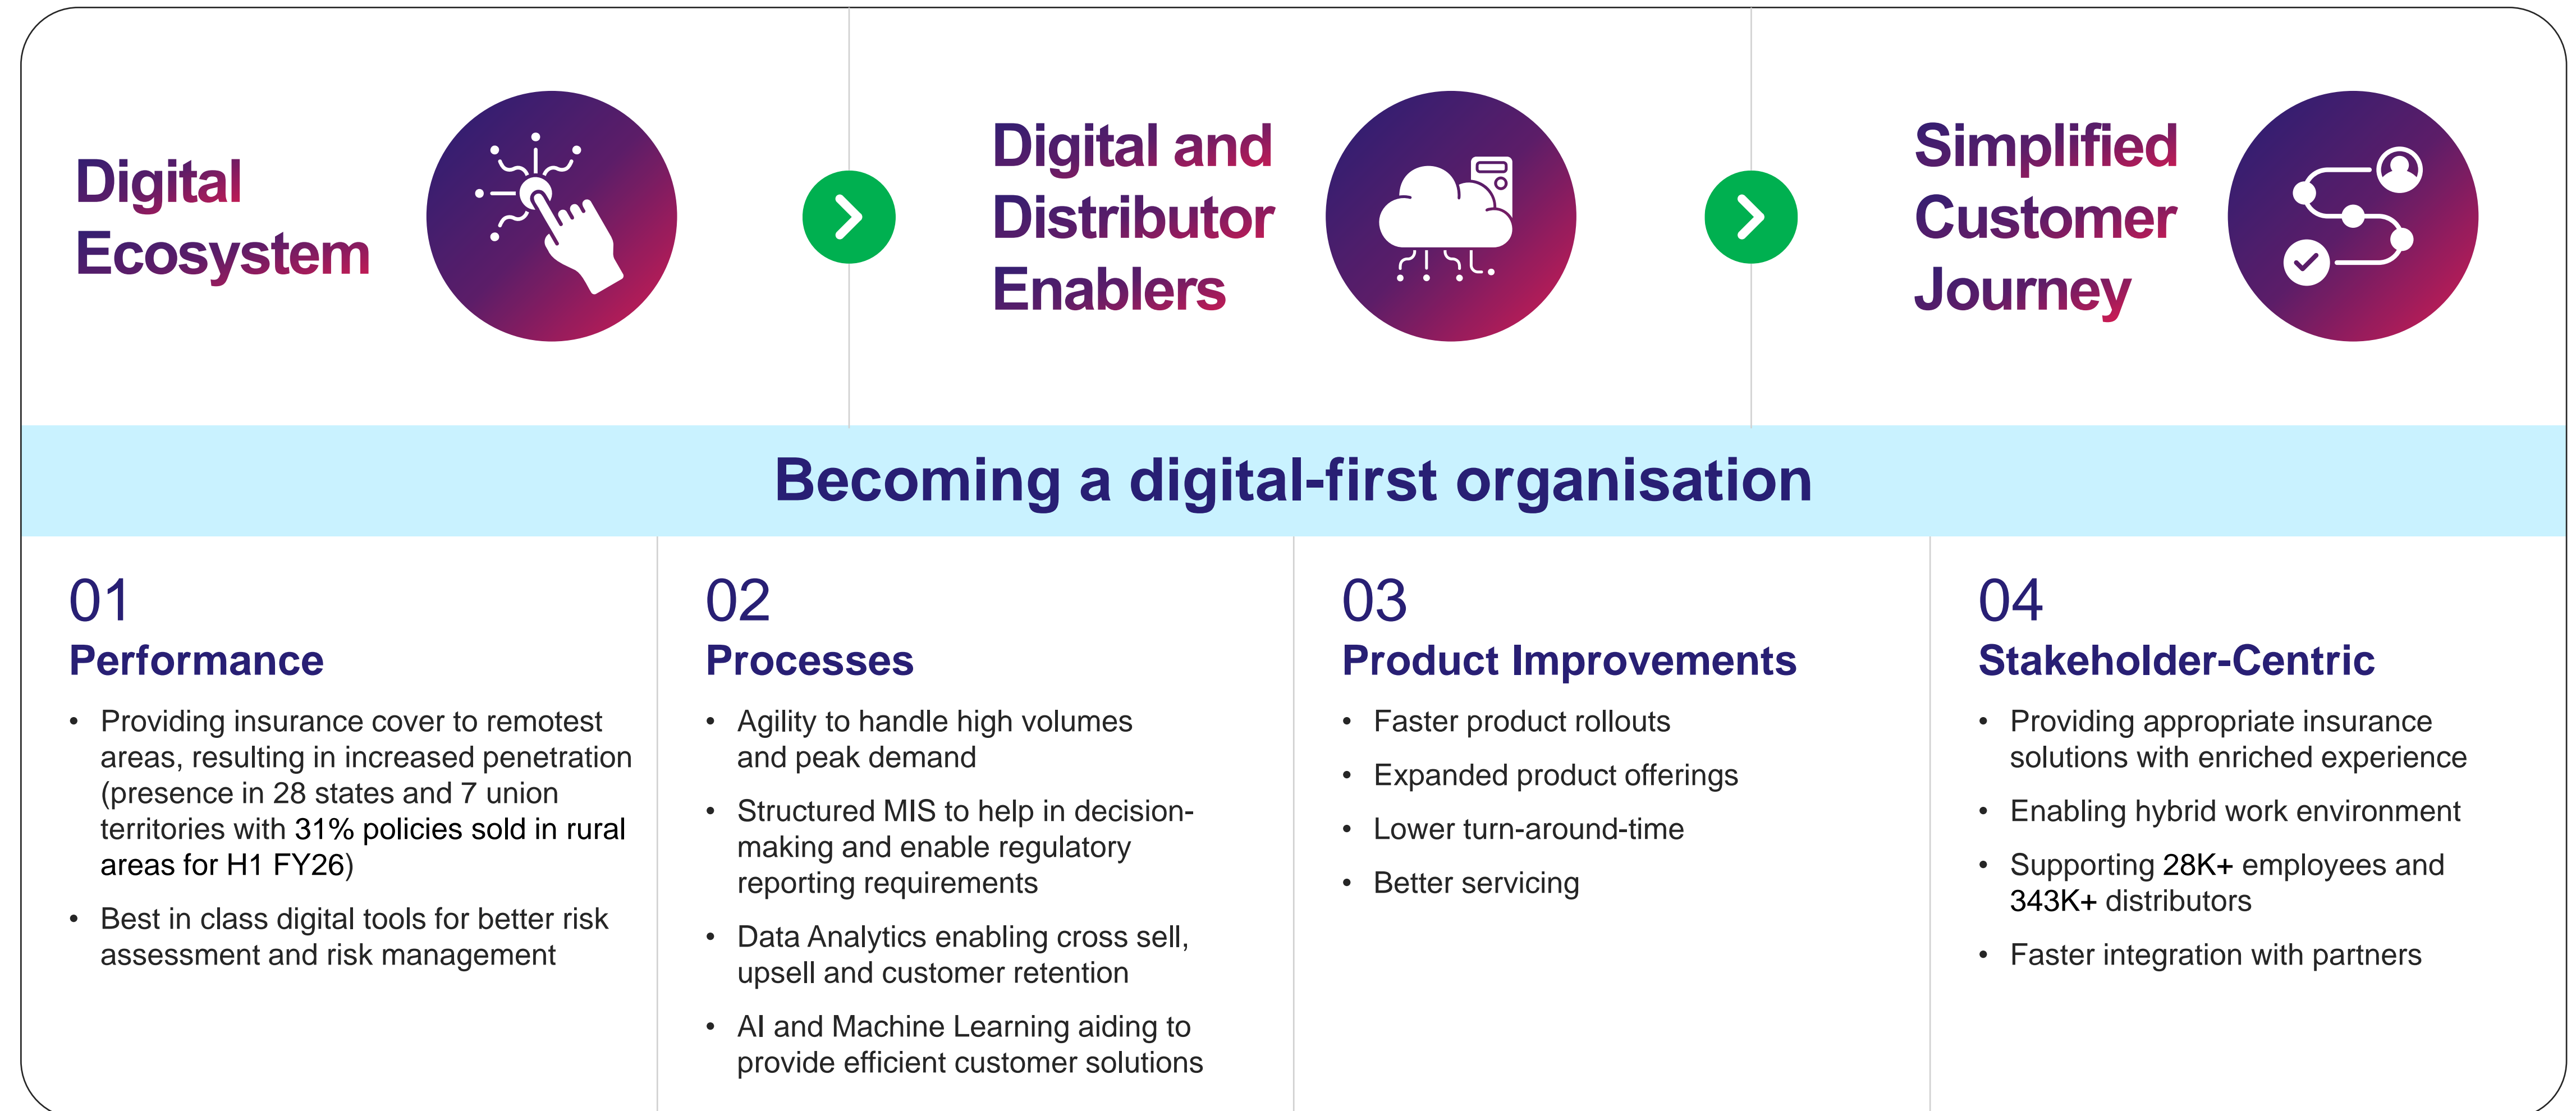 Digital
Ecosystem
Digital and
Distributor
Enablers
Simplified
Customer
Journey
Becoming a digital-first organisation
01
Performance
• Providing insurance cover to remotest
areas, resulting in increased penetration
(presence in 28 states and 7 union
territories with 31% policies sold in rural
areas for H1 FY26)
• Best in class digital tools for better risk
assessment and risk management
02
Processes
• Agility to handle high volumes
and peak demand
• Structured MIS to help in decision-
making and enable regulatory
reporting requirements
• Data Analytics enabling cross sell,
upsell and customer retention
• AI and Machine Learning aiding to
provide efficient customer solutions
03
Product Improvements
• Faster product rollouts
• Expanded product offerings
• Lower turn-around-time
• Better servicing
04
Stakeholder-Centric
• Providing appropriate insurance
solutions with enriched experience
• Enabling hybrid work environment
• Supporting 28K+ employees and
343K+ distributors
• Faster integration with partners